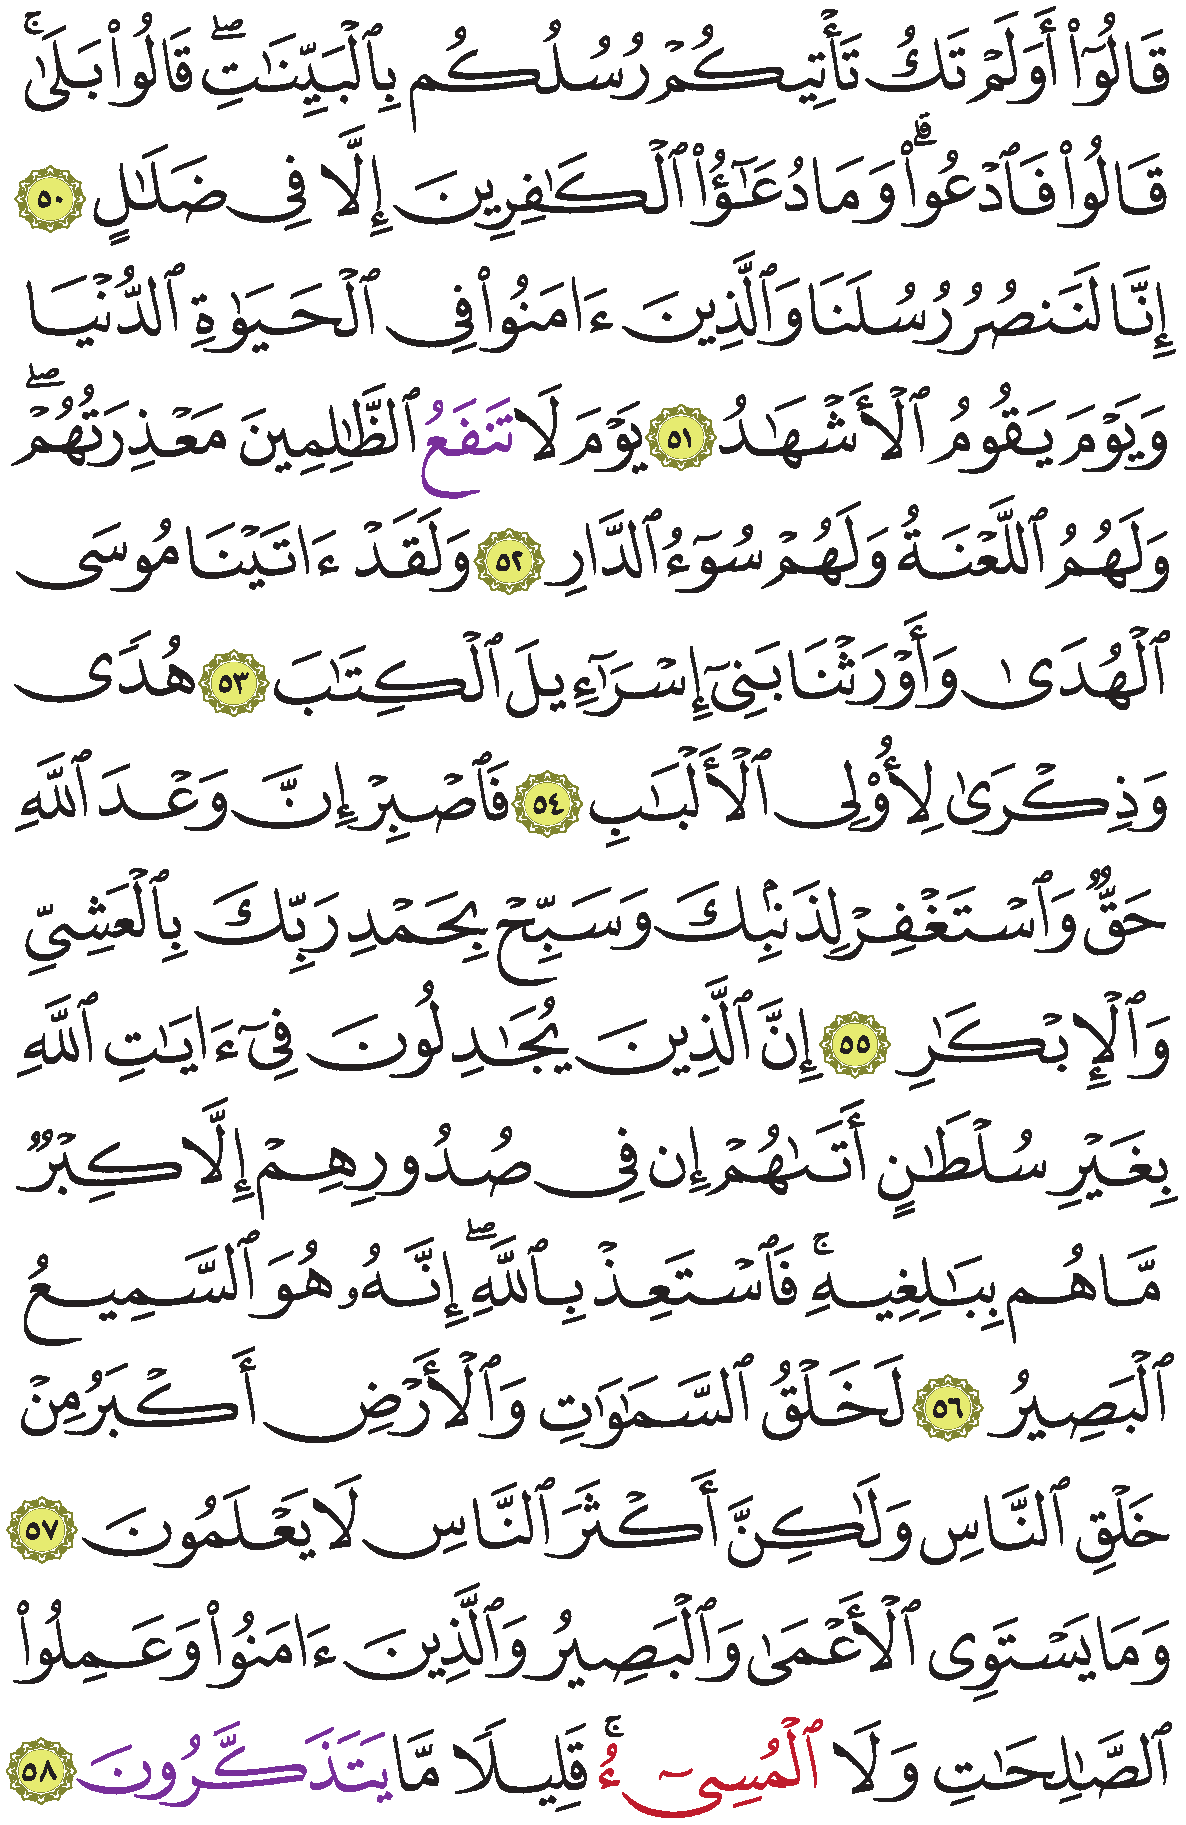 قَالُوٓا۟ أَوَلَمْ تَكُ تَأْتِيكُمْ رُسُلُكُم بِٱلْبَيِّنَٰتِ ۖ قَالُوا۟ بَلَىٰ ۚ
قَالُوا۟ فَٱدْعُوا۟ ۗ وَمَا دُعَٰٓؤُا۟ ٱلْكَٰفِرِينَ إِلَّا فِى ضَلَٰلٍ ٥٠
إِنَّا لَنَنصُرُ رُسُلَنَا وَٱلَّذِينَ ءَامَنُوا۟ فِى ٱلْحَيَوٰةِ ٱلدُّنْيَا
وَيَوْمَ يَقُومُ ٱلْأَشْهَٰدُ ٥١ يَوْمَ لَا تَنفَعُ ٱلظَّٰلِمِينَ مَعْذِرَتُهُمْ ۖ
وَلَهُمُ ٱللَّعْنَةُ وَلَهُمْ سُوٓءُ ٱلدَّارِ ٥٢ وَلَقَدْ ءَاتَيْنَا مُوسَى
ٱلْهُدَىٰ وَأَوْرَثْنَا بَنِىٓ إِسْرَٰٓءِيلَ ٱلْكِتَٰبَ ٥٣ هُدًى
وَذِكْرَىٰ لِأُو۟لِى ٱلْأَلْبَٰبِ ٥٤ فَٱصْبِرْ إِنَّ وَعْدَ ٱللَّهِ
حَقٌّ وَٱسْتَغْفِرْ لِذَنۢبِكَ وَسَبِّحْ بِحَمْدِ رَبِّكَ بِٱلْعَشِىِّ
وَٱلْإِبْكَٰرِ ٥٥ إِنَّ ٱلَّذِينَ يُجَٰدِلُونَ فِىٓ ءَايَٰتِ ٱللَّهِ
بِغَيْرِ سُلْطَٰنٍ أَتَىٰهُمْ إِن فِى صُدُورِهِمْ إِلَّا كِبْرٌ
مَّا هُم بِبَٰلِغِيهِ ۚ فَٱسْتَعِذْ بِٱللَّهِ ۖ إِنَّهُۥ هُوَ ٱلسَّمِيعُ
ٱلْبَصِيرُ ٥٦ لَخَلْقُ ٱلسَّمَٰوَٰتِ وَٱلْأَرْضِ أَكْبَرُ مِنْ
خَلْقِ ٱلنَّاسِ وَلَٰكِنَّ أَكْثَرَ ٱلنَّاسِ لَا يَعْلَمُونَ ٥٧
وَمَا يَسْتَوِى ٱلْأَعْمَىٰ وَٱلْبَصِيرُ وَٱلَّذِينَ ءَامَنُوا۟ وَعَمِلُوا۟
ٱلصَّٰلِحَٰتِ وَلَا ٱلْمُسِىٓءُ ۚ قَلِيلًا مَّا يَتَذَكَّرُونَ ٥٨